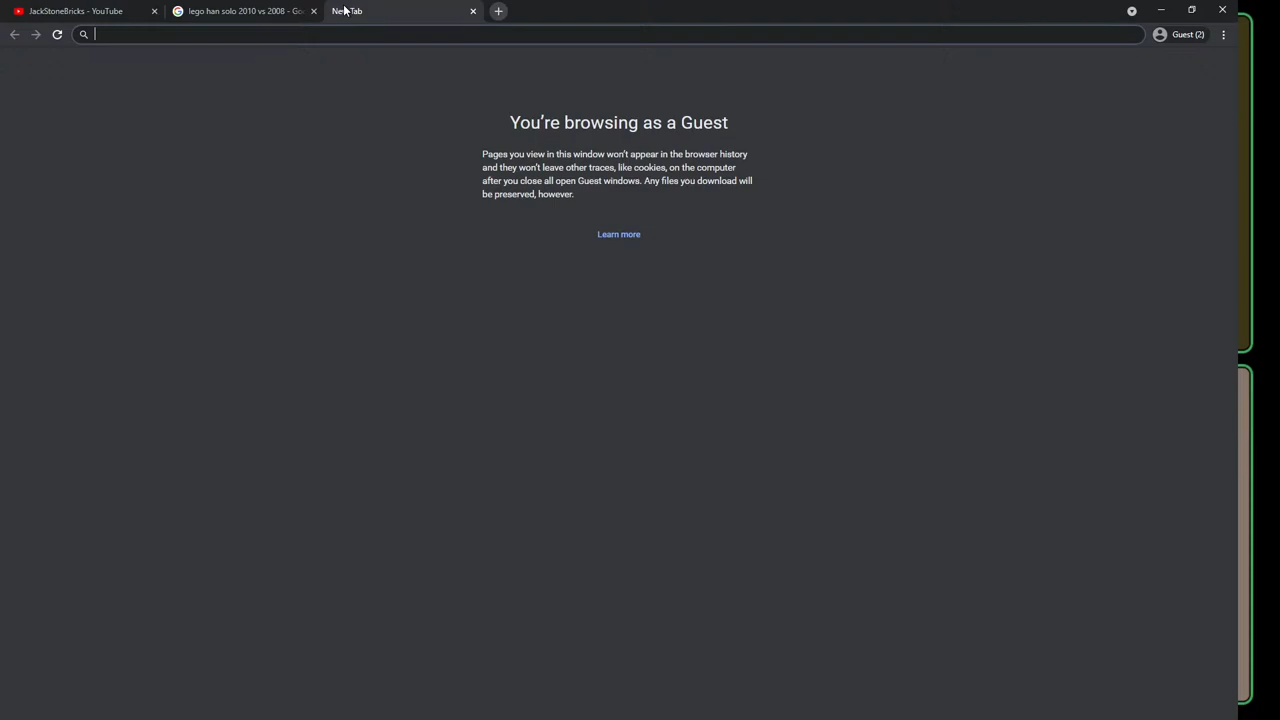 JackStoneBricks - YouTube
lego han solo 2010 vs 2008 - Go
New Tab
Guest (2)
You're browsing as a Guest
Pages you view in this window won't appear in the browser history
and they won't leave other traces, like cookies, on the computer
after you close all open Guest windows. Any files you download will
be preserved, however.
Learn more